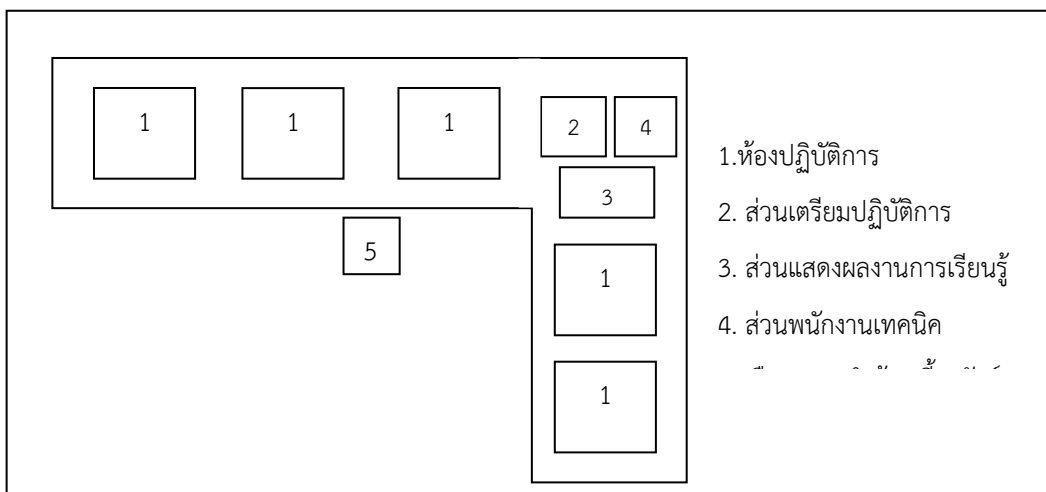 1
1
1
2
4
3
5
1
1
1.ห้องปฏิบัติการ
2. ส่วนเตรียมปฏิบัติการ
3. ส่วนแสดงผลงานการเรียนรู้
4. ส่วนพนักงานเทคนิค